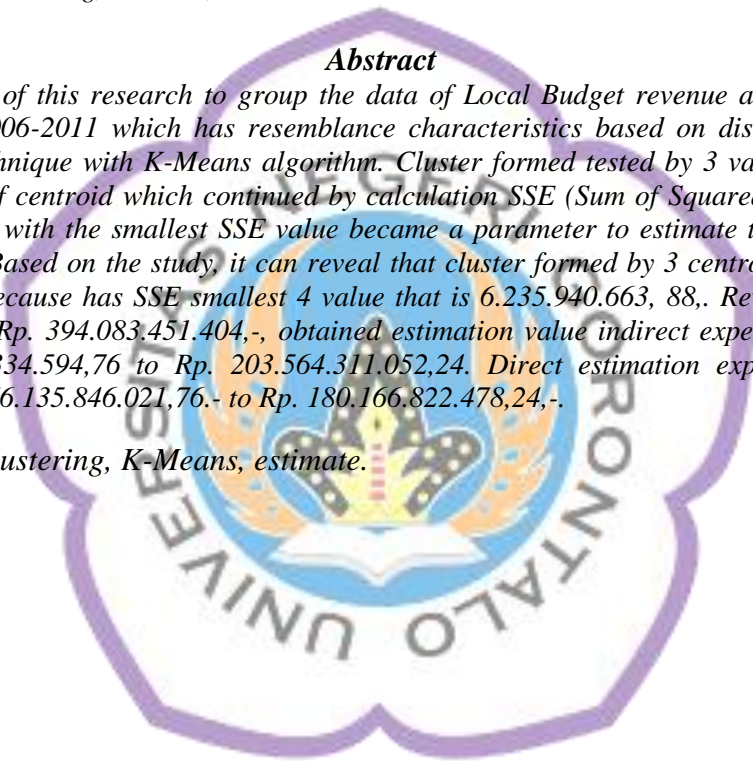 Abstract
of this research to group the data of Local Budget revenue a
006-2011 which has resemblance characteristics based on dis
hnique with K-Means algorithm. Cluster formed tested by 3 va
f centroid which continued by calculation SSE (Sum of Squared
with the smallest SSE value became a parameter to estimate t
Based on the study, it can reveal that cluster formed by 3 centro
ecause has SSE smallest 4 value that is 6.235.940.663, 88,. Re
Rp. 394.083.451.404,-, obtained estimation value indirect expe
334.594,76 to Rp. 203.564.311.052,24. Direct estimation exp
6.135.846.021,76.- to Rp. 180.166.822.478,24,-.
ustering, K-Means, estimate.
UNIVERSITAS NEGERI GORONTALO